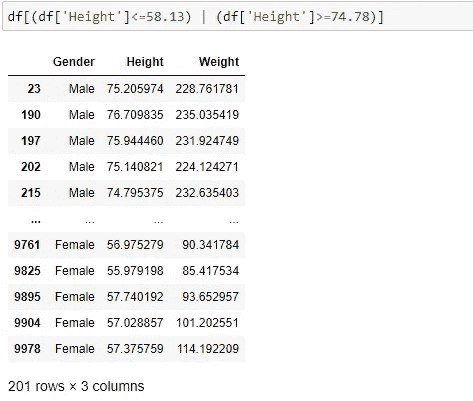 df[(df['Height']<=58.13) | (df['Height']>=74.78)]
Gender Height Weight
23 Male 75.205974 228.761781
190 Male 76.709835 235.035419
197 Male 75.944460 231.924749
202 Male 75.140821 224.124271
215 Male 74.795375 232.635403
... ... ... ...
9761 Female 56.975279 90.341784
9825 Female 55.979198 85.417534
9895 Female 57.740192 93.652957
9904 Female 57.028857 101.202551
9978 Female 57.375759 114.192209
201 rows × 3 columns